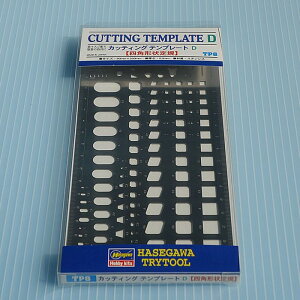 CUTTING TEMPLATE D
カッティング テンプレート D
【四角形状定規】
TP8
Hasegawa
Hobby kits
HASEGAWA
TRYTOOL
TP8 カッティング テンプレート D 【四角形状定規】